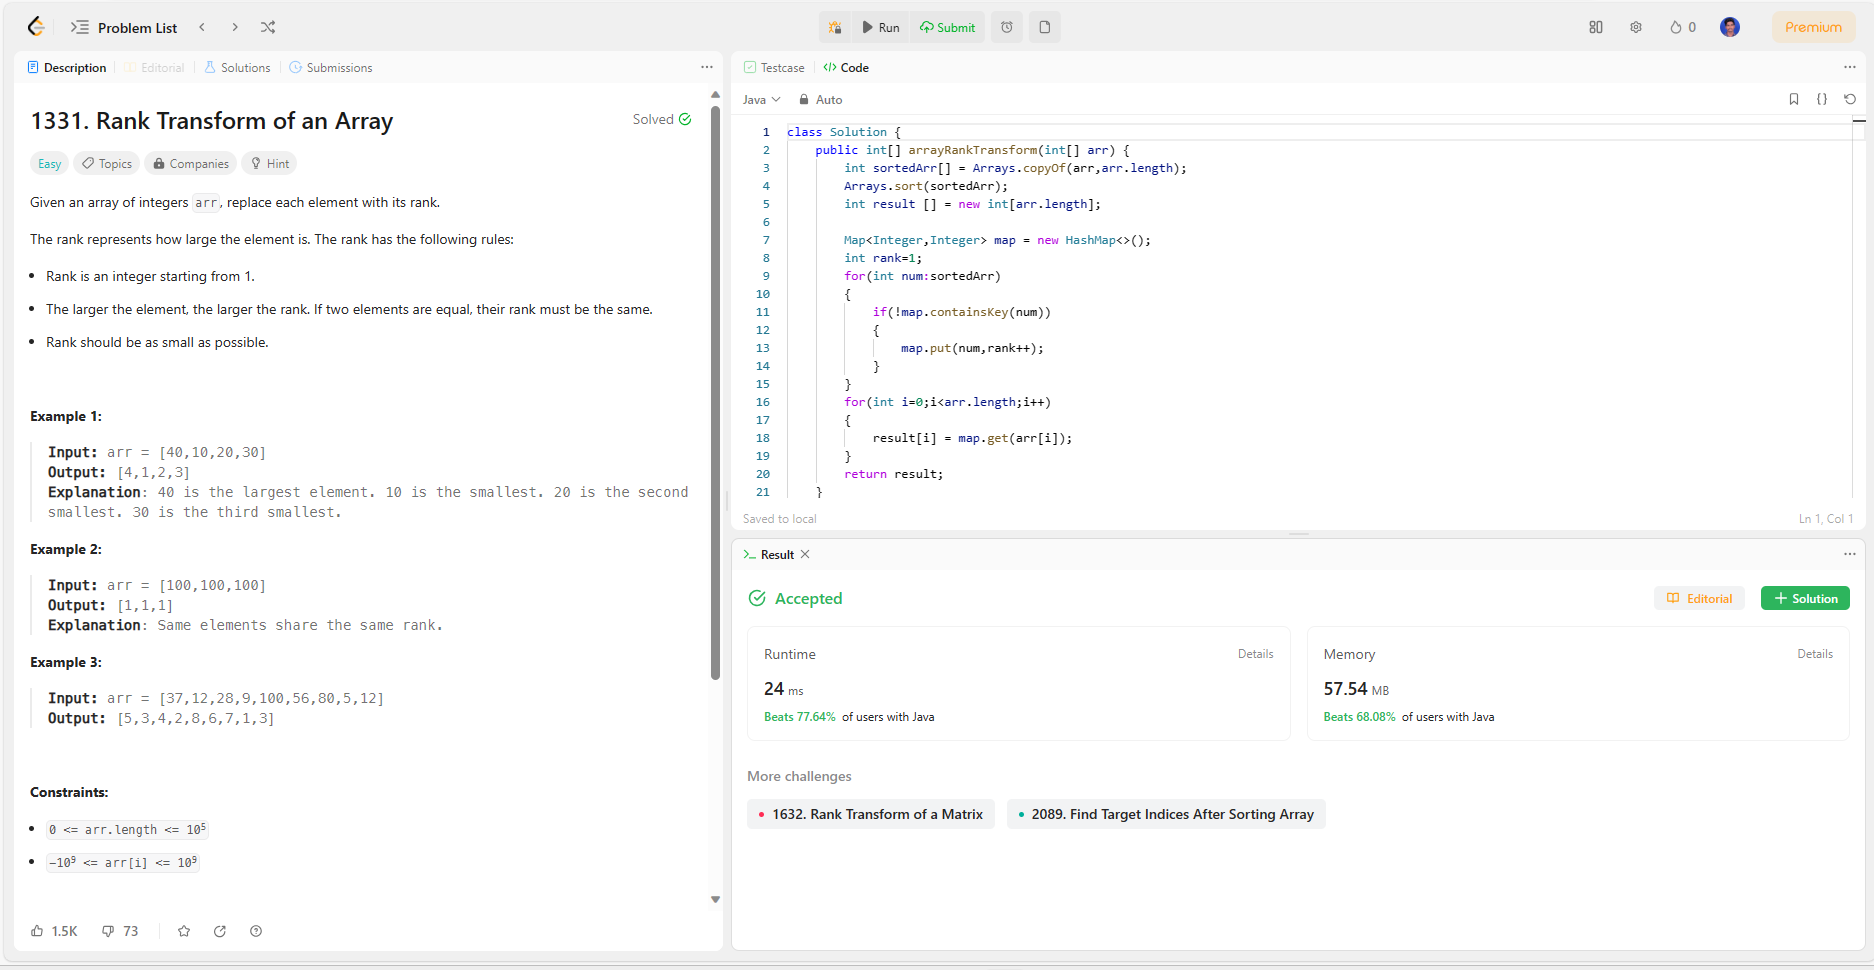 Problem List
Run
Submit
0
Premium
Description
Editorial
Solutions
Submissions
1331. Rank Transform of an Array
Solved
Easy
Topics
Companies
Hint
Given an array of integers arr, replace each element with its rank.
The rank represents how large the element is. The rank has the following rules:
• Rank is an integer starting from 1.
• The larger the element, the larger the rank. If two elements are equal, their rank must be the same.
• Rank should be as small as possible.
Example 1:
Input: arr = [40,10,20,30]
Output: [4,1,2,3]
Explanation: 40 is the largest element. 10 is the smallest. 20 is the second
smallest. 30 is the third smallest.
Example 2:
Input: arr = [100,100,100]
Output: [1,1,1]
Explanation: Same elements share the same rank.
Example 3:
Input: arr = [37,12,28,9,100,56,80,5,12]
Output: [5,3,4,2,8,6,7,1,3]
Constraints:
• 0 <= arr.length <= 10⁵
• -10⁹ <= arr[i] <= 10⁹
1.5K
73
Testcase
</> Code
Java
Auto
1 class Solution {
2 public int[] arrayRankTransform(int[] arr) {
3 int sortedArr[] = Arrays.copyOf(arr,arr.length);
4 Arrays.sort(sortedArr);
5 int result [] = new int[arr.length];
6
7 Map<Integer,Integer> map = new HashMap<>();
8 int rank=1;
9 for(int num:sortedArr)
10 {
11 if(!map.containsKey(num))
12 {
13 map.put(num,rank++);
14 }
15 }
16 for(int i=0;i<arr.length;i++)
17 {
18 result[i] = map.get(arr[i]);
19 }
20 return result;
21 }
Saved to local
Ln 1, Col 1
Result
Accepted
Editorial
+ Solution
Runtime
Details
24 ms
Beats 77.64% of users with Java
Memory
Details
57.54 MB
Beats 68.08% of users with Java
More challenges
• 1632. Rank Transform of a Matrix
• 2089. Find Target Indices After Sorting Array